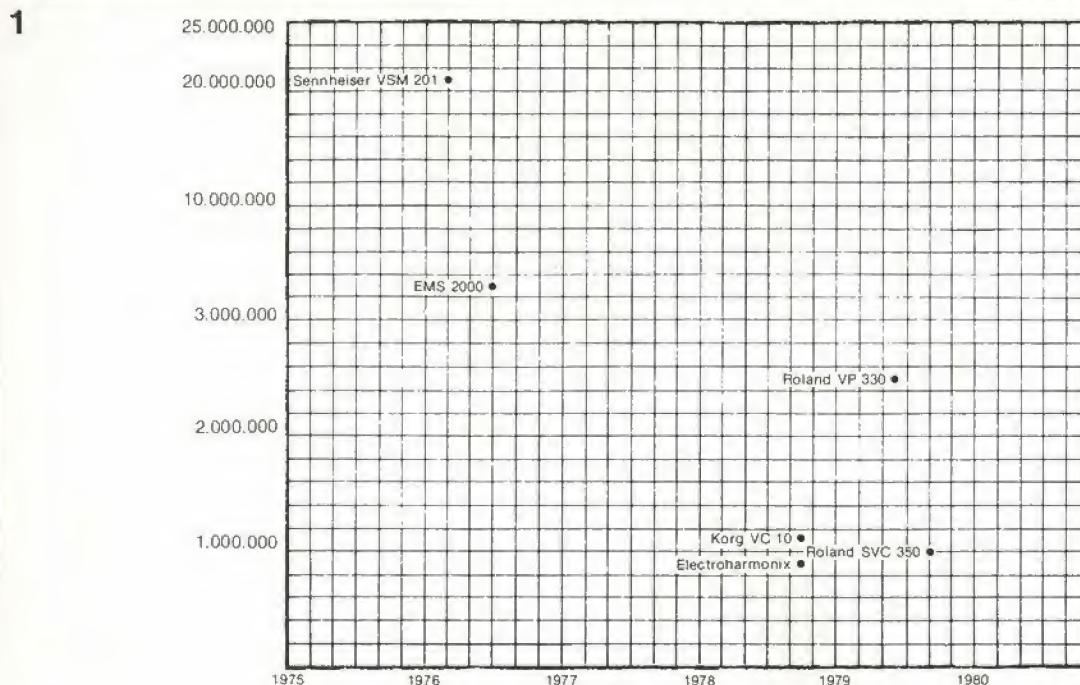 1
25.000.000
Sennheiser VSM 201
20.000.000
10.000.000
EMS 2000
3.000.000
Roland VP 330
2.000.000
Korg VC 10
1.000.000
Roland SVC 350
Electroharmonix
1975 1976 1977 1978 1979 1980